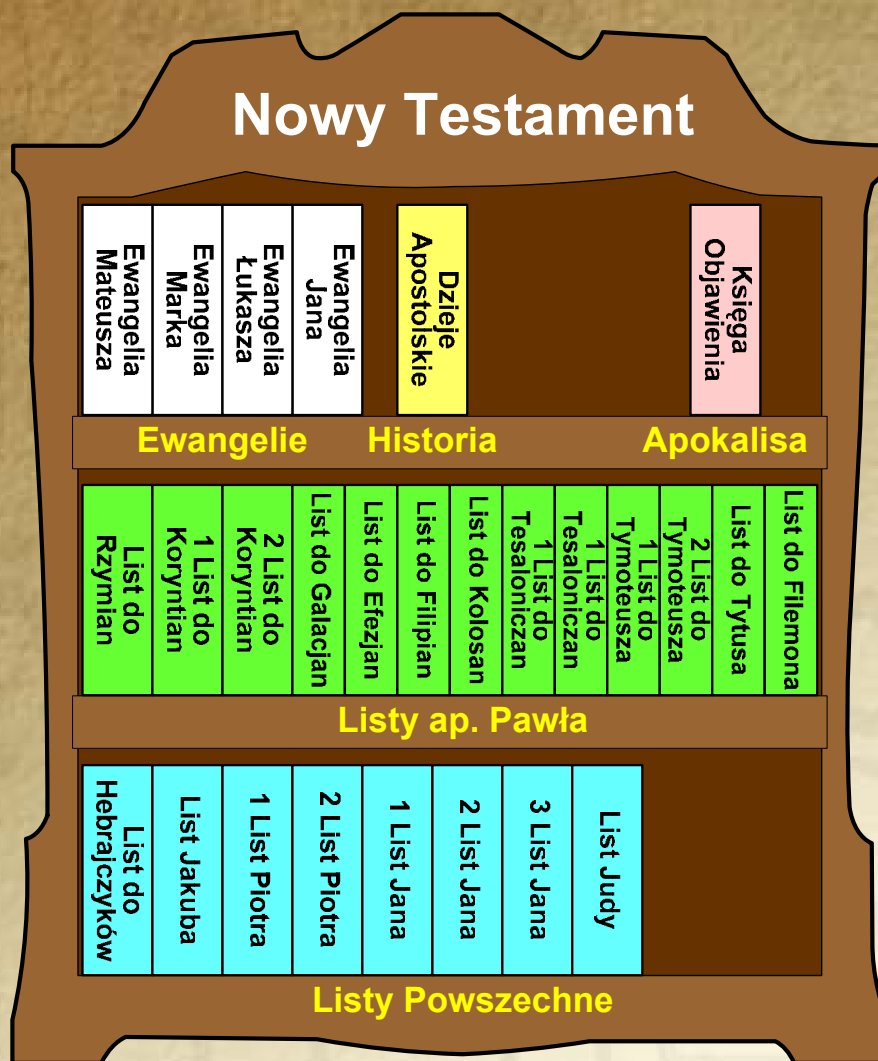 Nowy Testament
Ewangelia
Mateusza
Ewangelia
Marka
Ewangelia
Łukasza
Ewangelia
Jana
Dzieje
Apostolskie
Księga
Objawienia
Ewangelie
Historia
Apokalisa
List do
Rzymian
1 List do
Koryntian
2 List do
Koryntian
List do Galacjan
List do Efezjan
List do Filipian
List do Kolosan
1 List do
Tesaloniczan
1 List do
Tesaloniczan
1 List do
Tymoteusza
2 List do
Tymoteusza
List do Tytusa
List do Filemona
Listy ap. Pawła
List do
Hebrajczyków
List Jakuba
1 List Piotra
2 List Piotra
1 List Jana
2 List Jana
3 List Jana
List Judy
Listy Powszechne